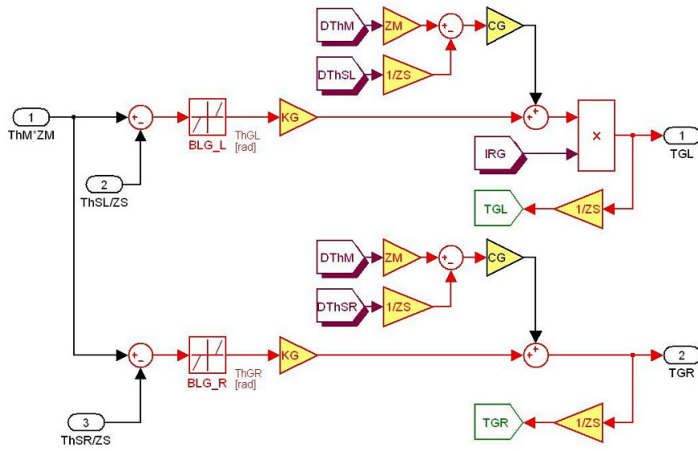 DThM
ZM
+
-
CG
DThSL
1/ZS
1
ThM*ZM
+
-
BLG_L
ThGL
[rad]
KG
+
+
×
1
TGL
2
ThSL/ZS
IRG
TGL
1/ZS
DThM
ZM
+
-
CG
DThSR
1/ZS
+
-
BLG_R
ThGR
[rad]
KG
+
+
2
TGR
3
ThSR/ZS
TGR
1/ZS